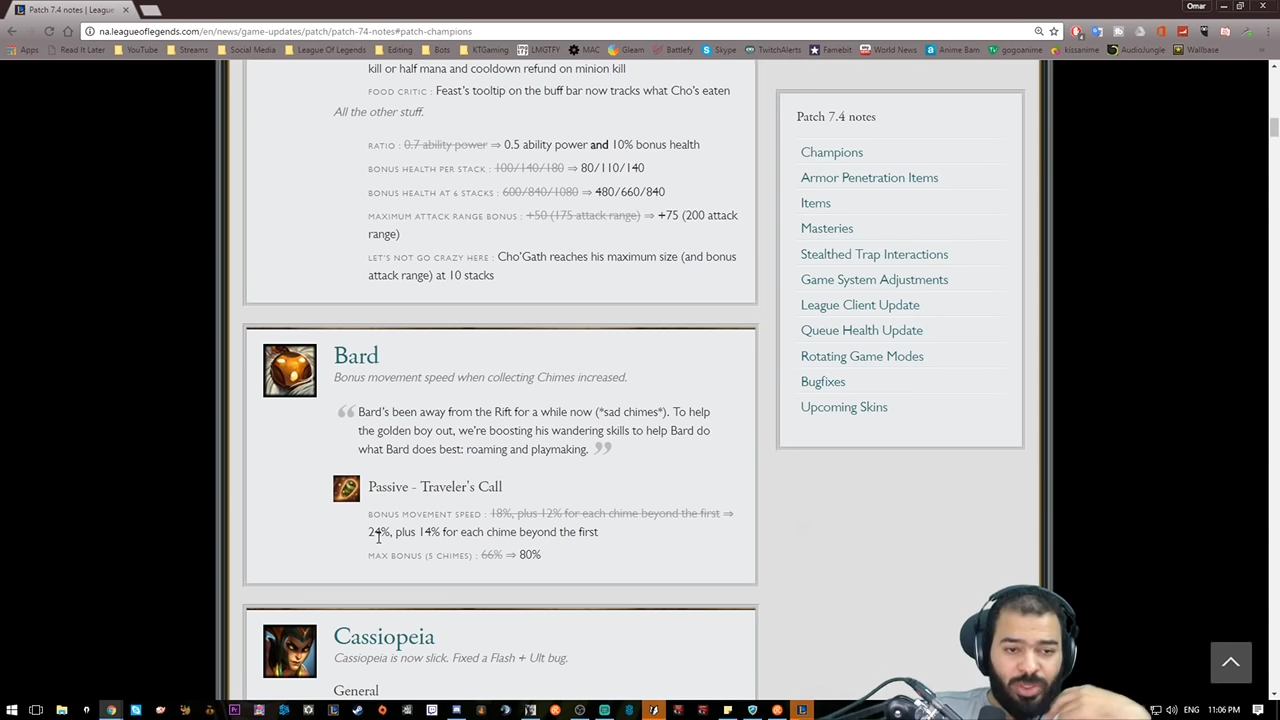 Patch 7.4 notes | League
Omar
na.leagueoflegends.com/en/news/game-updates/patch/patch-74-notes#patch-champions
Apps Read It Later YouTube Streams Social Media League Of Legends Editing Bots KTGaming LMGTFY MAC Gleam Battlefy Skype TwitchAlerts Famebit World News Anime Bam gogoanime kissanime AudioJungle Wallbase
kill or half mana and cooldown refund on minion kill
FOOD CRITIC : Feast's tooltip on the buff bar now tracks what Cho's eaten
All the other stuff.
RATIO : 0.7 ability power ⇒ 0.5 ability power and 10% bonus health
BONUS HEALTH PER STACK : 100/140/180 ⇒ 80/110/140
BONUS HEALTH AT 6 STACKS : 600/840/1080 ⇒ 480/660/840
MAXIMUM ATTACK RANGE BONUS : +50 (175 attack range) ⇒ +75 (200 attack
range)
LET'S NOT GO CRAZY HERE : Cho'Gath reaches his maximum size (and bonus
attack range) at 10 stacks
Bard
Bonus movement speed when collecting Chimes increased.
“ Bard's been away from the Rift for a while now (*sad chimes*). To help
the golden boy out, we're boosting his wandering skills to help Bard do
what Bard does best: roaming and playmaking. ”
Passive - Traveler's Call
BONUS MOVEMENT SPEED : 18%, plus 12% for each chime beyond the first ⇒
24%, plus 14% for each chime beyond the first
MAX BONUS (5 CHIMES) : 66% ⇒ 80%
Cassiopeia
Cassiopeia is now slick. Fixed a Flash + Ult bug.
General
Patch 7.4 notes
Champions
Armor Penetration Items
Items
Masteries
Stealthed Trap Interactions
Game System Adjustments
League Client Update
Queue Health Update
Rotating Game Modes
Bugfixes
Upcoming Skins
ENG 11:06 PM